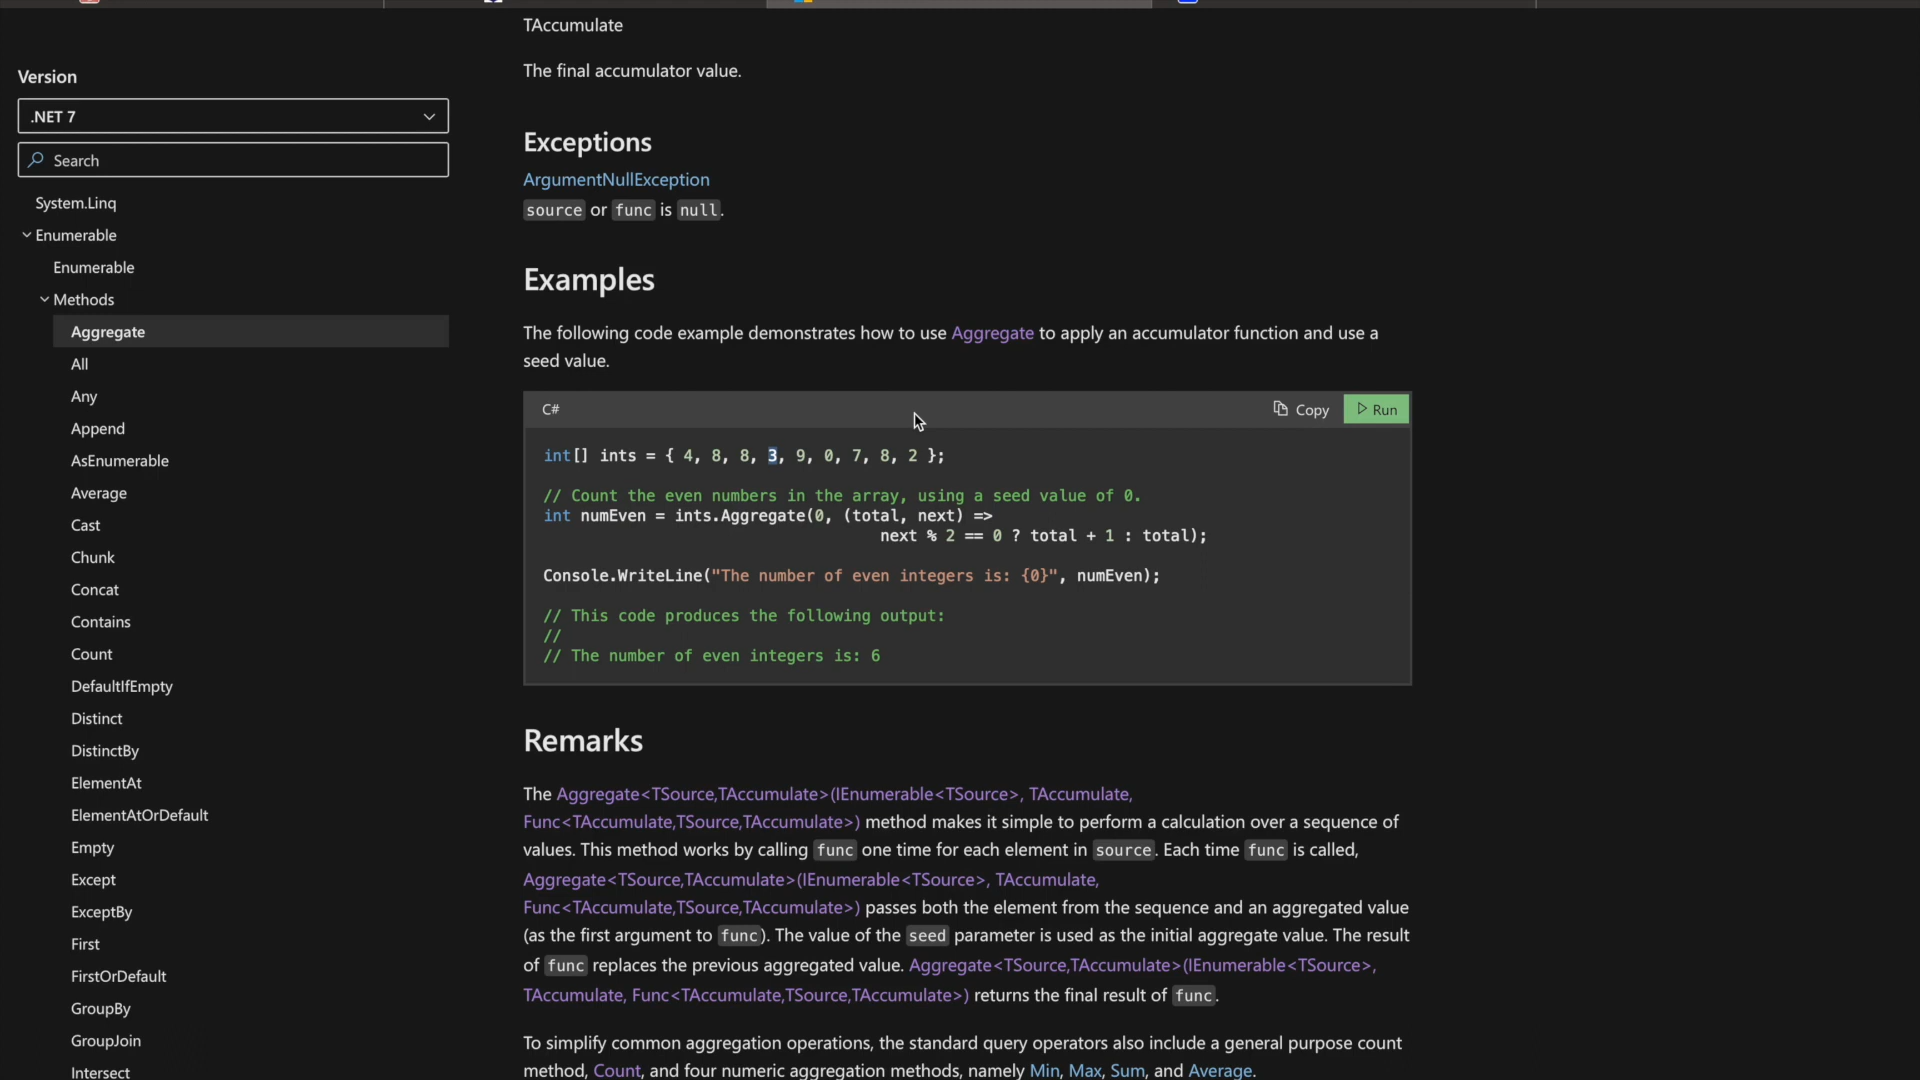 Version
.NET 7
Search
System.Linq
Enumerable
Enumerable
Methods
Aggregate
All
Any
Append
AsEnumerable
Average
Cast
Chunk
Concat
Contains
Count
DefaultIfEmpty
Distinct
DistinctBy
ElementAt
ElementAtOrDefault
Empty
Except
ExceptBy
First
FirstOrDefault
GroupBy
GroupJoin
Intersect
TAccumulate
The final accumulator value.
Exceptions
ArgumentNullException
source or func is null.
Examples
The following code example demonstrates how to use Aggregate to apply an accumulator function and use a
seed value.
C#
Copy
Run
int[] ints = { 4, 8, 8, 3, 9, 0, 7, 8, 2 };
// Count the even numbers in the array, using a seed value of 0.
int numEven = ints.Aggregate(0, (total, next) =>
next % 2 == 0 ? total + 1 : total);
Console.WriteLine("The number of even integers is: {0}", numEven);
// This code produces the following output:
//
// The number of even integers is: 6
Remarks
The Aggregate<TSource,TAccumulate>(IEnumerable<TSource>, TAccumulate,
Func<TAccumulate,TSource,TAccumulate>) method makes it simple to perform a calculation over a sequence of
values. This method works by calling func one time for each element in source. Each time func is called,
Aggregate<TSource,TAccumulate>(IEnumerable<TSource>, TAccumulate,
Func<TAccumulate,TSource,TAccumulate>) passes both the element from the sequence and an aggregated value
(as the first argument to func). The value of the seed parameter is used as the initial aggregate value. The result
of func replaces the previous aggregated value. Aggregate<TSource,TAccumulate>(IEnumerable<TSource>,
TAccumulate, Func<TAccumulate,TSource,TAccumulate>) returns the final result of func.
To simplify common aggregation operations, the standard query operators also include a general purpose count
method, Count, and four numeric aggregation methods, namely Min, Max, Sum, and Average.